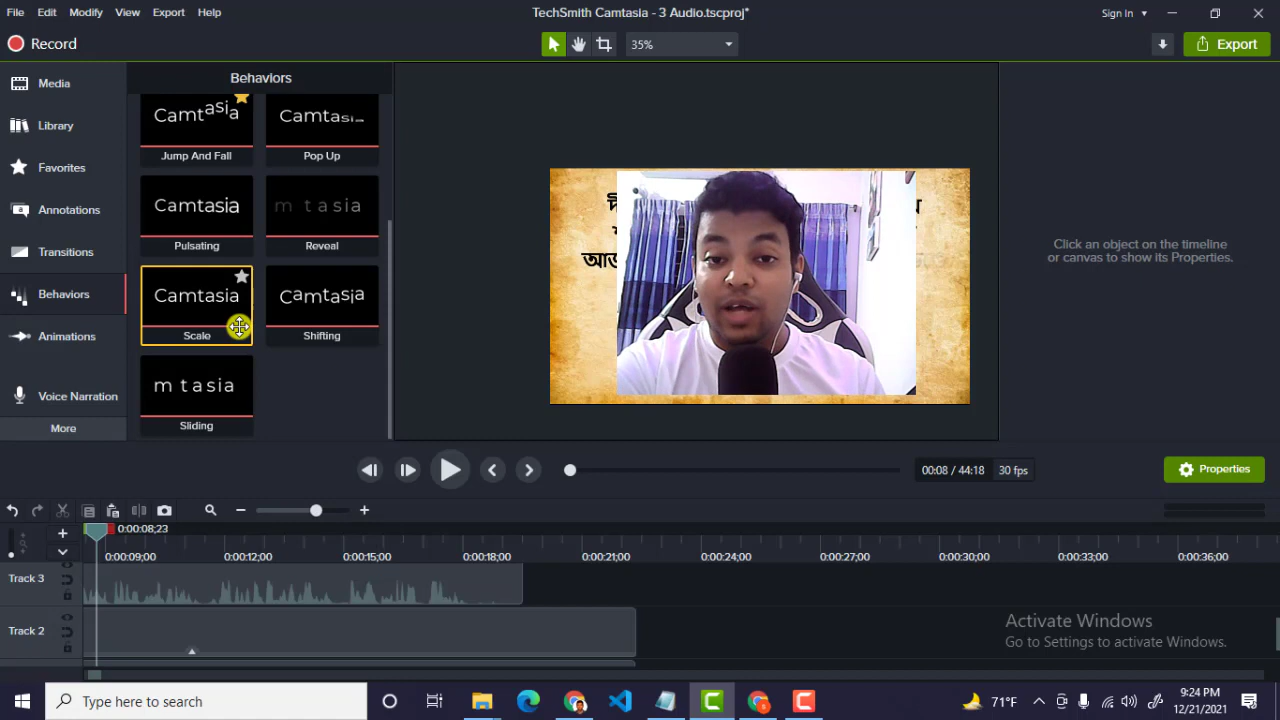 File Edit Modify View Export Help
TechSmith Camtasia - 3 Audio.tscproj*
Sign In
Record
35%
Export
Media
Library
Favorites
Annotations
Transitions
Behaviors
Animations
Voice Narration
More
Behaviors
Camtasia
Jump And Fall
Camtasia
Pop Up
Camtasia
Pulsating
m t a s i a
Reveal
Camtasia
Scale
Camtasia
Shifting
m t a s i a
Sliding
আ
Click an object on the timeline
or canvas to show its Properties.
00:08 / 44:18
30 fps
Properties
0:00:08;23
0:00:09;00 0:00:12;00 0:00:15;00 0:00:18;00 0:00:21;00 0:00:24;00 0:00:27;00 0:00:30;00 0:00:33;00 0:00:36;00
Track 3
Track 2
Activate Windows
Go to Settings to activate Windows.
Type here to search
71°F
9:24 PM
12/21/2021